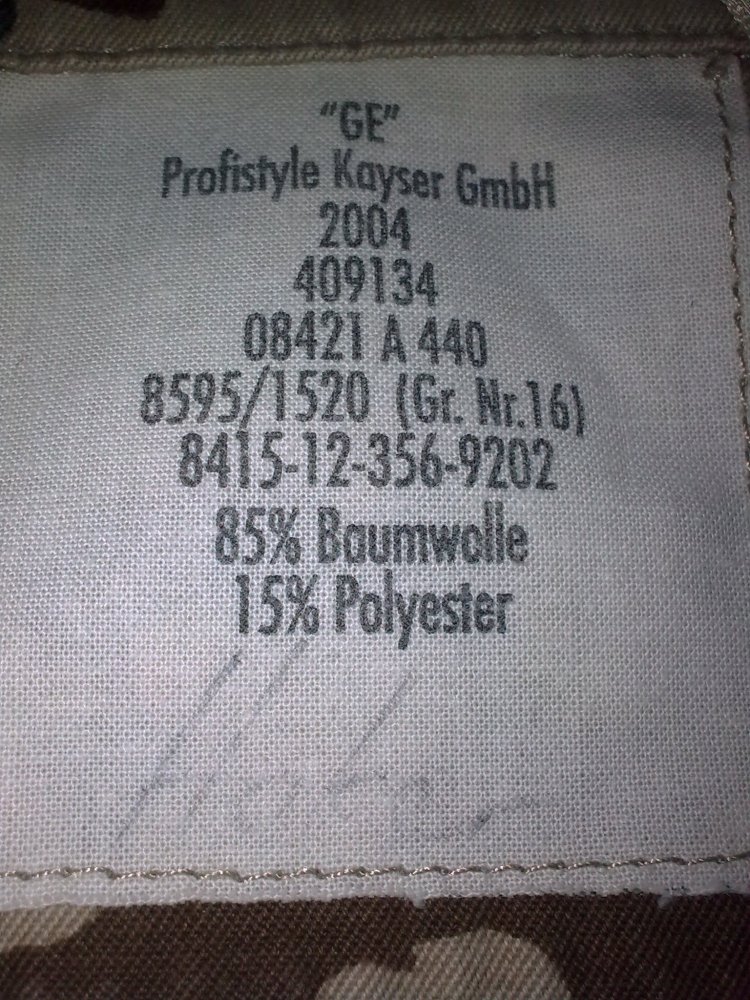 "GE"
Profistyle Kayser GmbH
2004
409134
08421 A 440
8595/1520 (Gr. Nr.16)
8415-12-356-9202
85% Baumwolle
15% Polyester